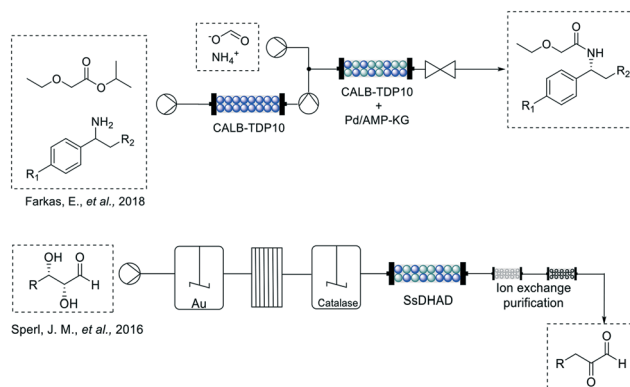 O
-O
O
NH4+
O
O
O
NH2
R2
R1
CALB-TDP10
CALB-TDP10
+
Pd/AMP-KG
O
O
HN
R2
R1
Farkas, E., et al., 2018
OH
O
R
H
OH
Au
Catalase
SsDHAD
Ion exchange
purification
Sperl, J. M., et al., 2016
O
R
H
O